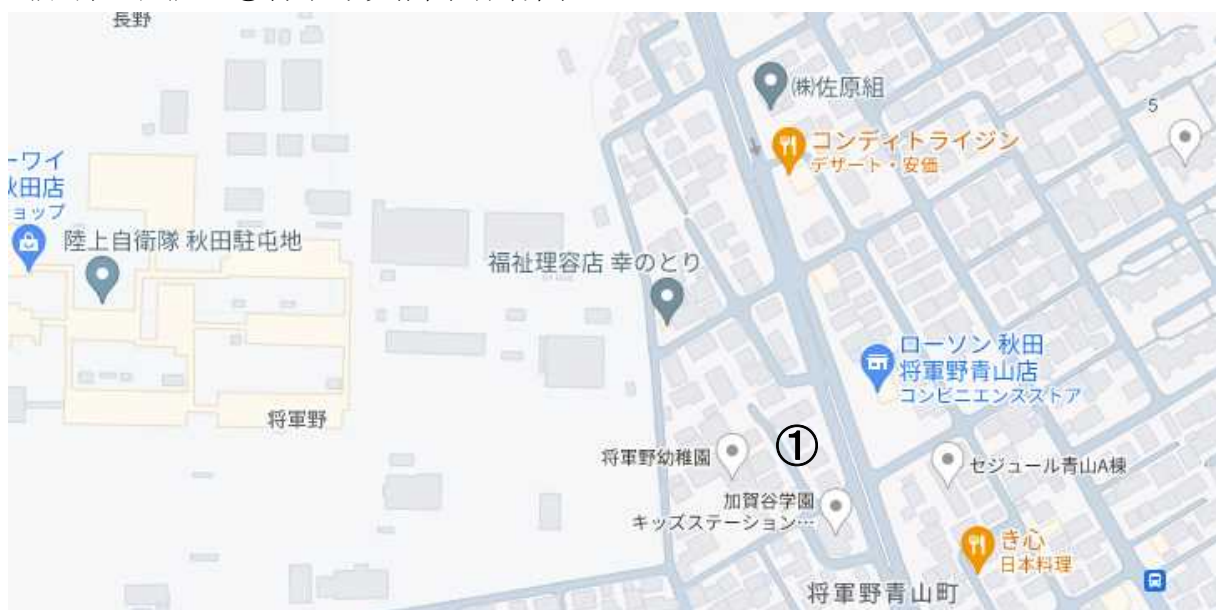 長野
㈱佐原組
5
コンディトライジン
デザート・安価
ーワイ
秋田店
ョップ
陸上自衛隊 秋田駐屯地
福祉理容店 幸のとり
ローソン 秋田
将軍野青山店
コンビニエンスストア
将軍野
①
将軍野幼稚園
セジュール青山A棟
加賀谷学園
キッズステーション…
き心
日本料理
将軍野青山町